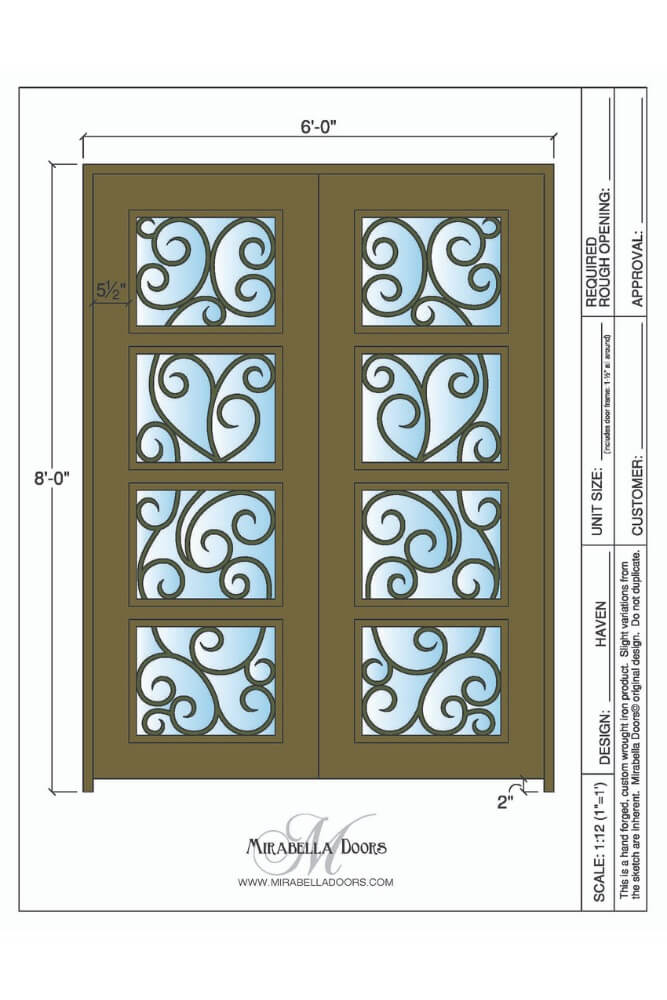 6'-0"
5½"
8'-0"
2"
M
MIRABELLA DOORS
WWW.MIRABELLADOORS.COM
SCALE: 1:12 (1"=1')
DESIGN: HAVEN
UNIT SIZE:
(includes door frame: 1-½" all around)
REQUIRED
ROUGH OPENING:
This is a hand forged, custom wrought iron product. Slight variations from
the sketch are inherent. Mirabella Doors© original design. Do not duplicate.
CUSTOMER:
APPROVAL: